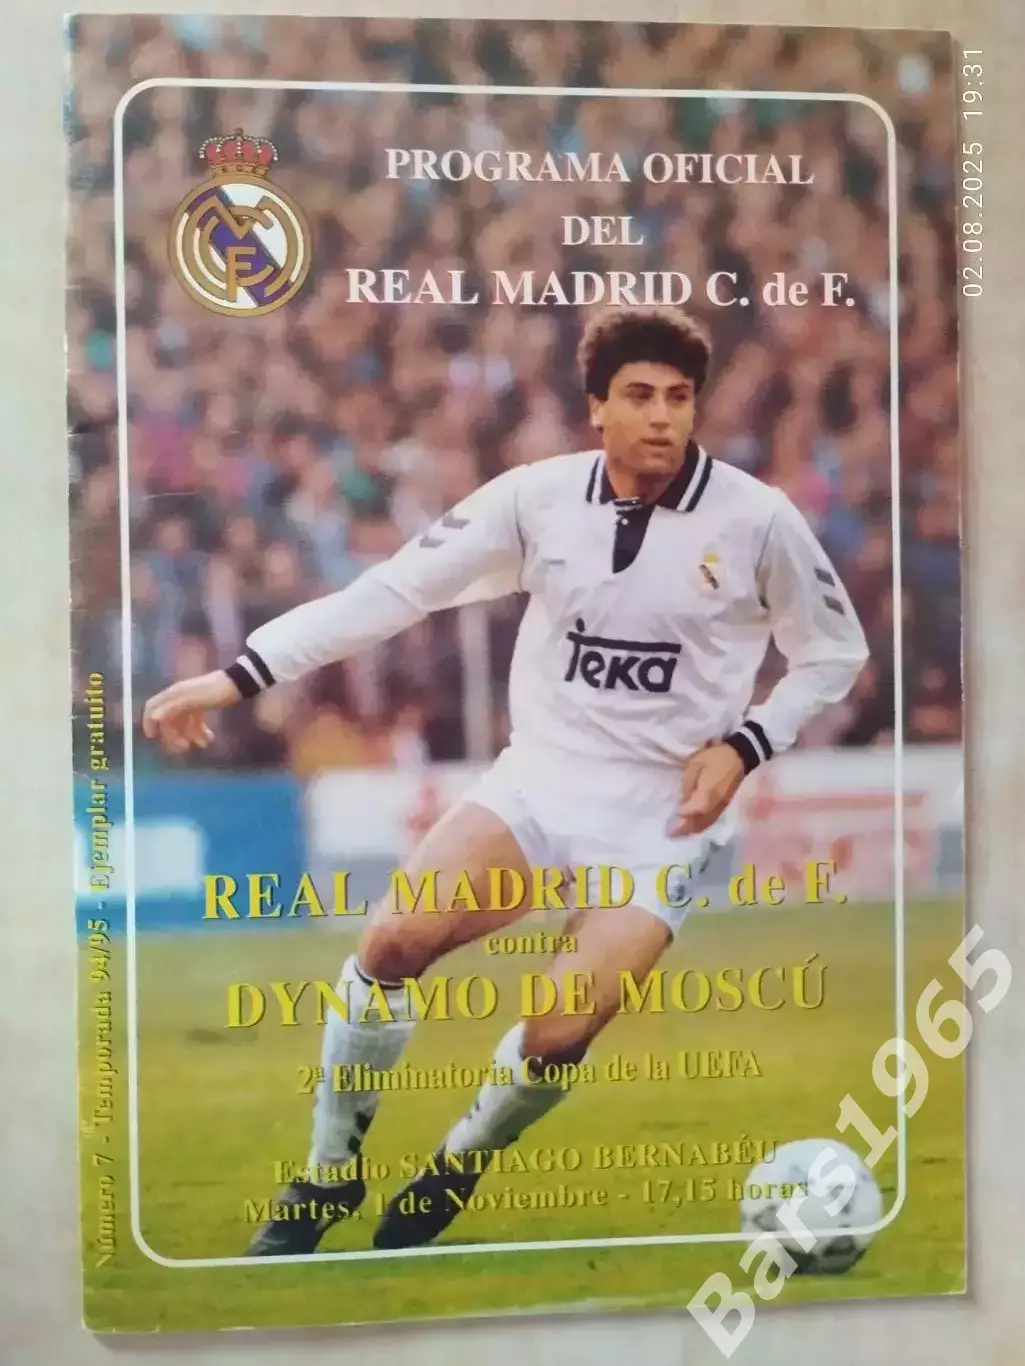 PROGRAMA OFICIAL
DEL
REAL MADRID C. de F.
02.08.2025 19:31
Teka
Número 7 - Temporada 94/95 - Ejemplar gratuito
REAL MADRID C. de F.
contra
DYNAMO DE MOSCÚ
2ª Eliminatoria Copa de la UEFA
Estadio SANTIAGO BERNABÉU
Martes, 1 de Noviembre - 17,15 horas
Bars1965